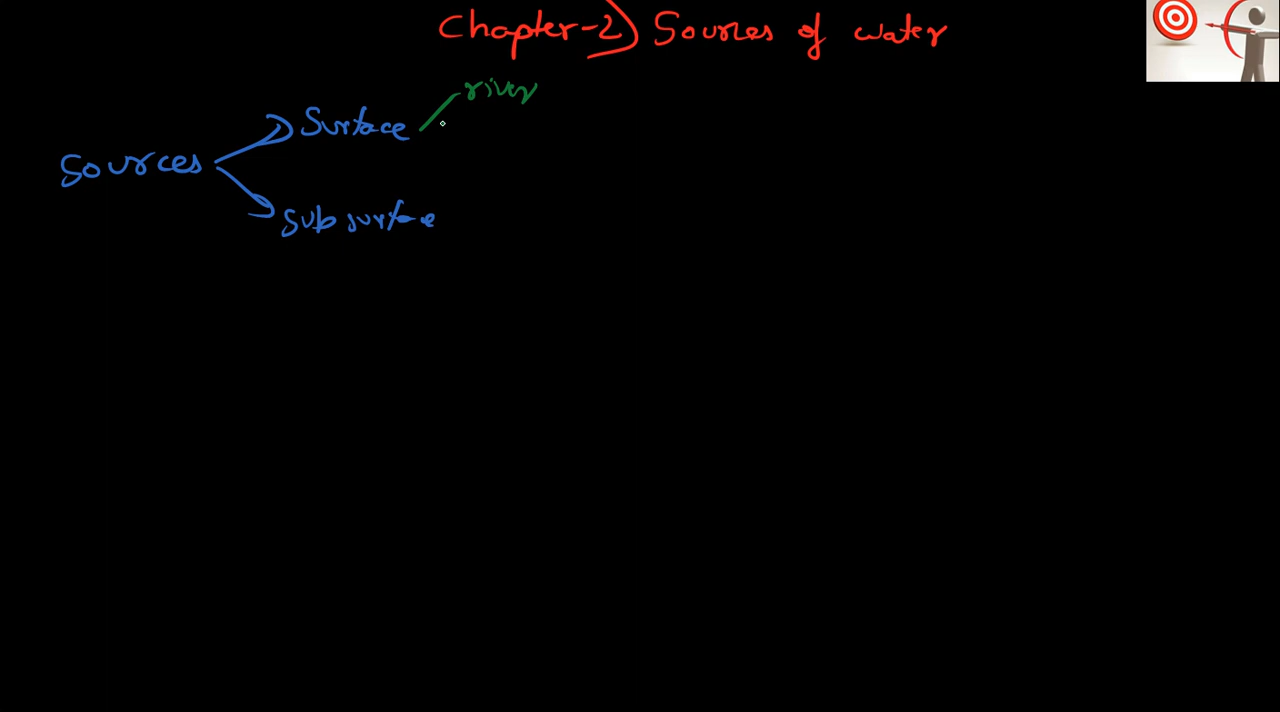 Chapter-2) Sources of water
river
Surface
Sources
Subsurface